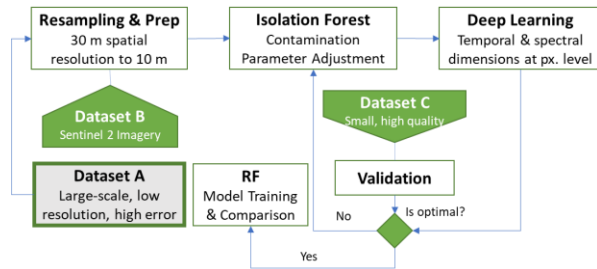 Resampling & Prep
30 m spatial
resolution to 10 m
Isolation Forest
Contamination
Parameter Adjustment
Deep Learning
Temporal & spectral
dimensions at px. level
Dataset B
Sentinel 2 Imagery
Dataset C
Small, high quality
Dataset A
Large-scale, low
resolution, high error
RF
Model Training
& Comparison
Validation
No
Is optimal?
Yes